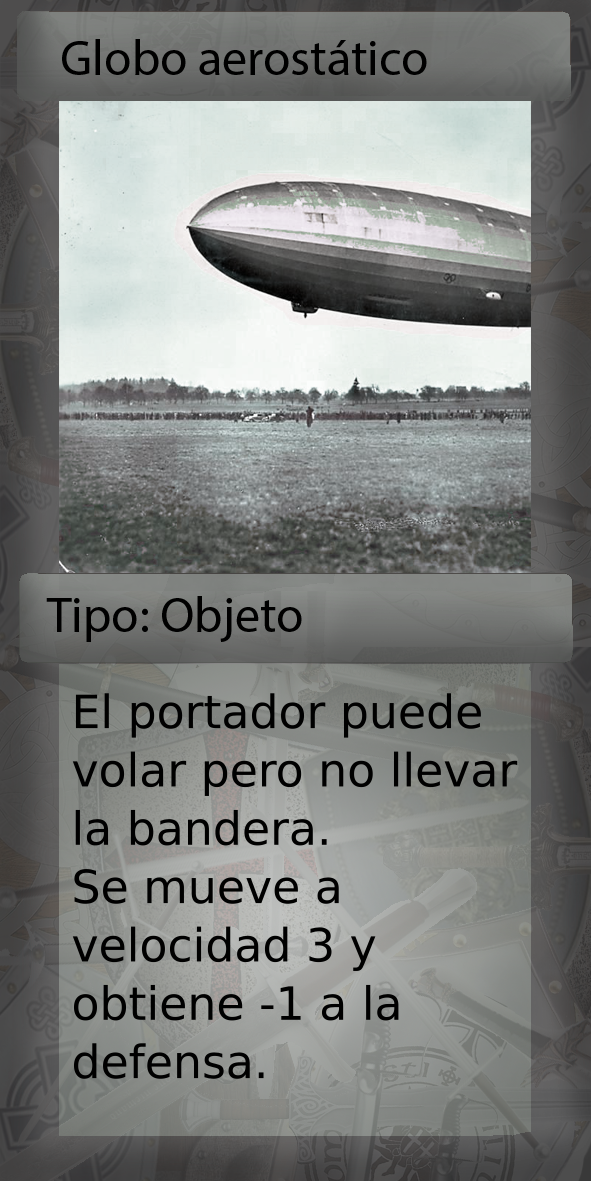 Globo aerostático
Tipo: Objeto
El portador puede
volar pero no llevar
la bandera.
Se mueve a
velocidad 3 y
obtiene -1 a la
defensa.